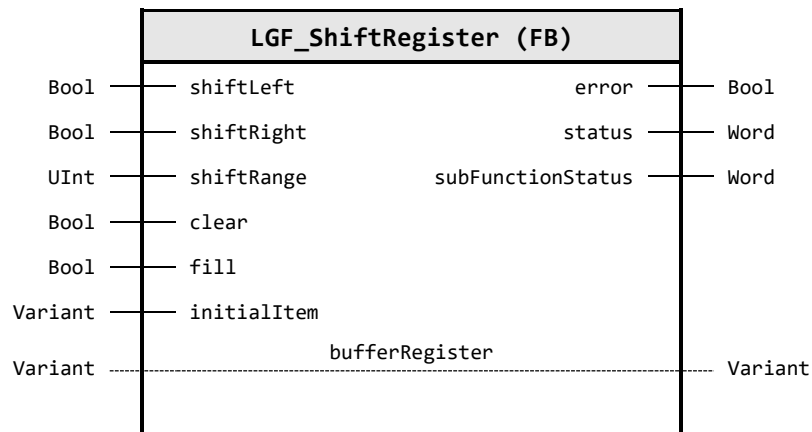 LGF_ShiftRegister (FB)
Bool shiftLeft error Bool
Bool shiftRight status Word
UInt shiftRange subFunctionStatus Word
Bool clear
Bool fill
Variant initialItem
bufferRegister
Variant Variant